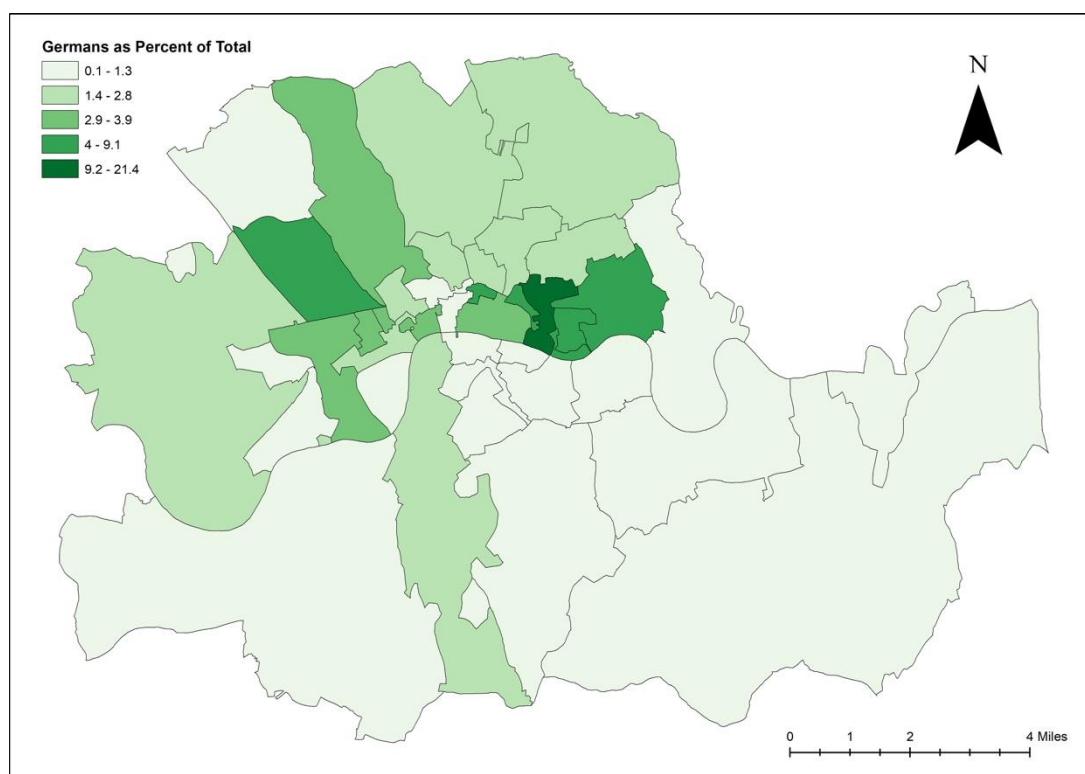 Germans as Percent of Total
0.1 - 1.3
1.4 - 2.8
2.9 - 3.9
4 - 9.1
9.2 - 21.4
N
0 1 2 4 Miles